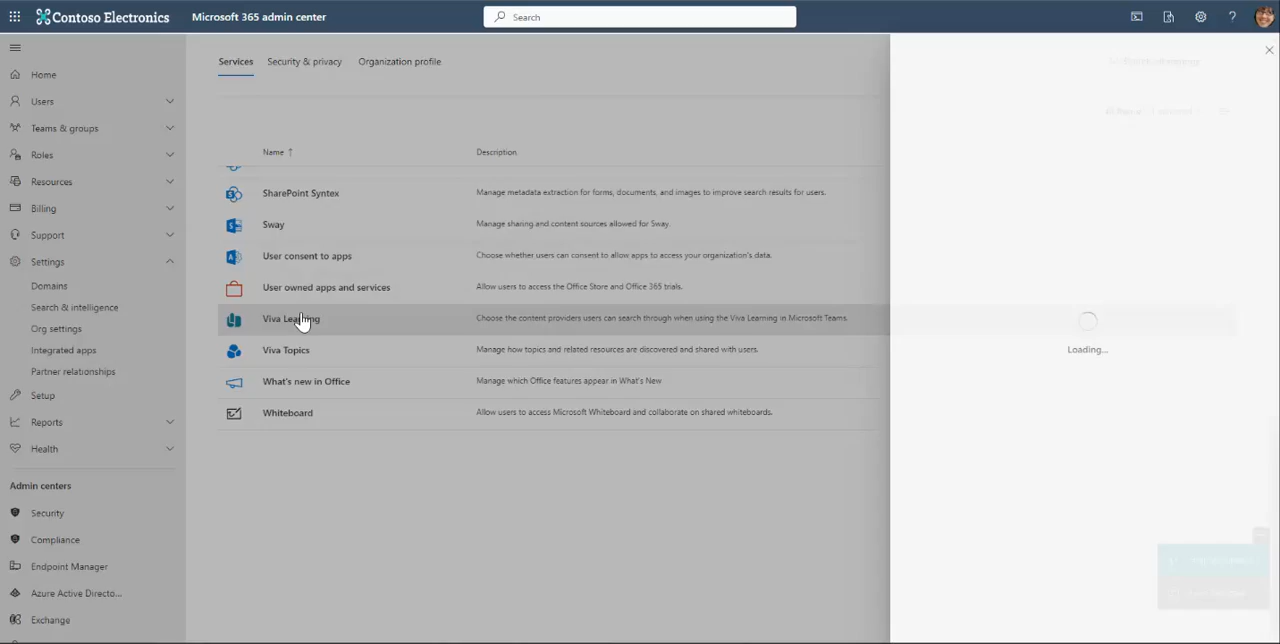 Contoso Electronics
Microsoft 365 admin center
Search
Home
Users
Teams & groups
Roles
Resources
Billing
Support
Settings
Domains
Search & intelligence
Org settings
Integrated apps
Partner relationships
Setup
Reports
Health
Admin centers
Security
Compliance
Endpoint Manager
Azure Active Directo...
Exchange
Services
Security & privacy
Organization profile
Name ↑
Description
SharePoint Syntex
Manage metadata extraction for forms, documents, and images to improve search results for users.
Sway
Manage sharing and content sources allowed for Sway.
User consent to apps
Choose whether users can consent to allow apps to access your organization's data.
User owned apps and services
Allow users to access the Office Store and Office 365 trials.
Viva Learning
Choose the content providers users can search through when using the Viva Learning in Microsoft Teams.
Viva Topics
Manage how topics and related resources are discovered and shared with users.
What's new in Office
Manage which Office features appear in What's New
Whiteboard
Allow users to access Microsoft Whiteboard and collaborate on shared whiteboards.
Loading...